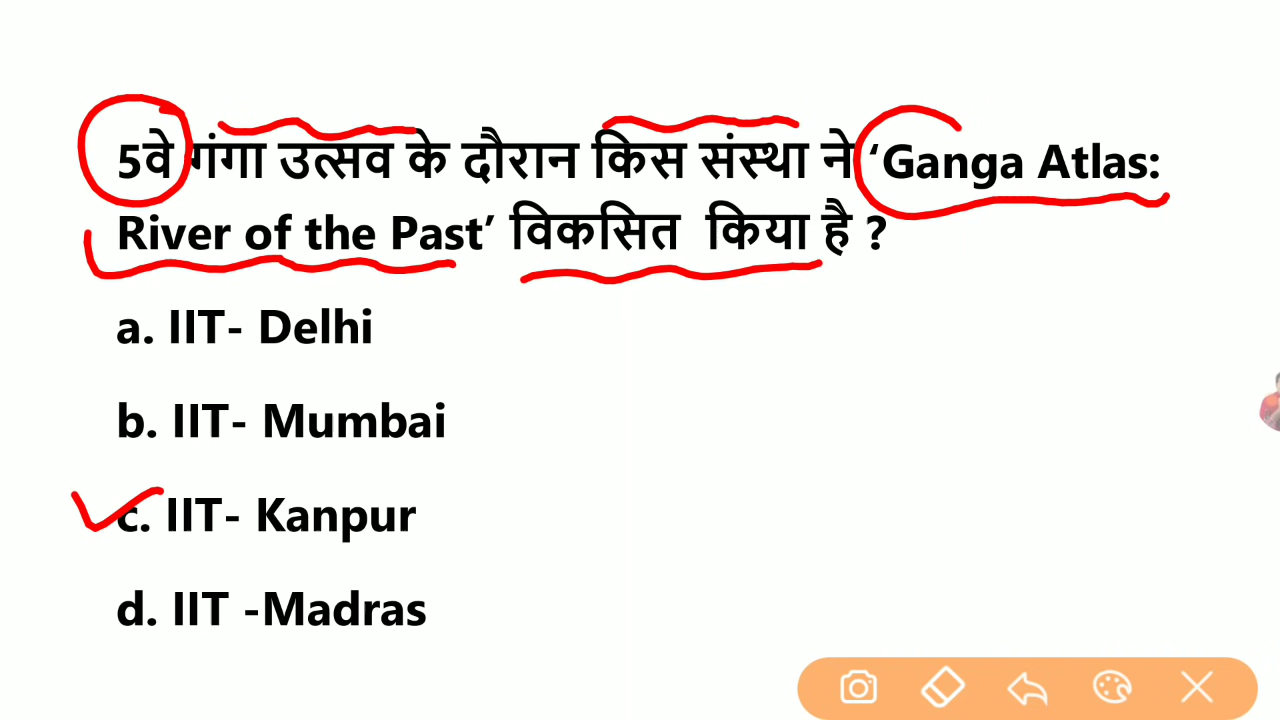 5वे गंगा उत्सव के दौरान किस संस्था ने ‘Ganga Atlas:
River of the Past’ विकसित किया है ?
a. IIT- Delhi
b. IIT- Mumbai
c. IIT- Kanpur
d. IIT -Madras